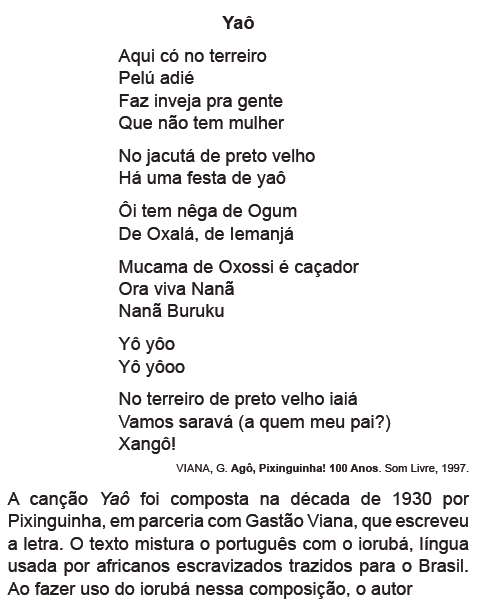 Yaô
Aqui có no terreiro
Pelú adié
Faz inveja pra gente
Que não tem mulher
No jacutá de preto velho
Há uma festa de yaô
Ôi tem nêga de Ogum
De Oxalá, de Iemanjá
Mucama de Oxossi é caçador
Ora viva Nanã
Nanã Buruku
Yô yôo
Yô yôoo
No terreiro de preto velho iaiá
Vamos saravá (a quem meu pai?)
Xangô!
VIANA, G. Agô, Pixinguinha! 100 Anos. Som Livre, 1997.
A canção Yaô foi composta na década de 1930 por
Pixinguinha, em parceria com Gastão Viana, que escreveu
a letra. O texto mistura o português com o iorubá, língua
usada por africanos escravizados trazidos para o Brasil.
Ao fazer uso do iorubá nessa composição, o autor